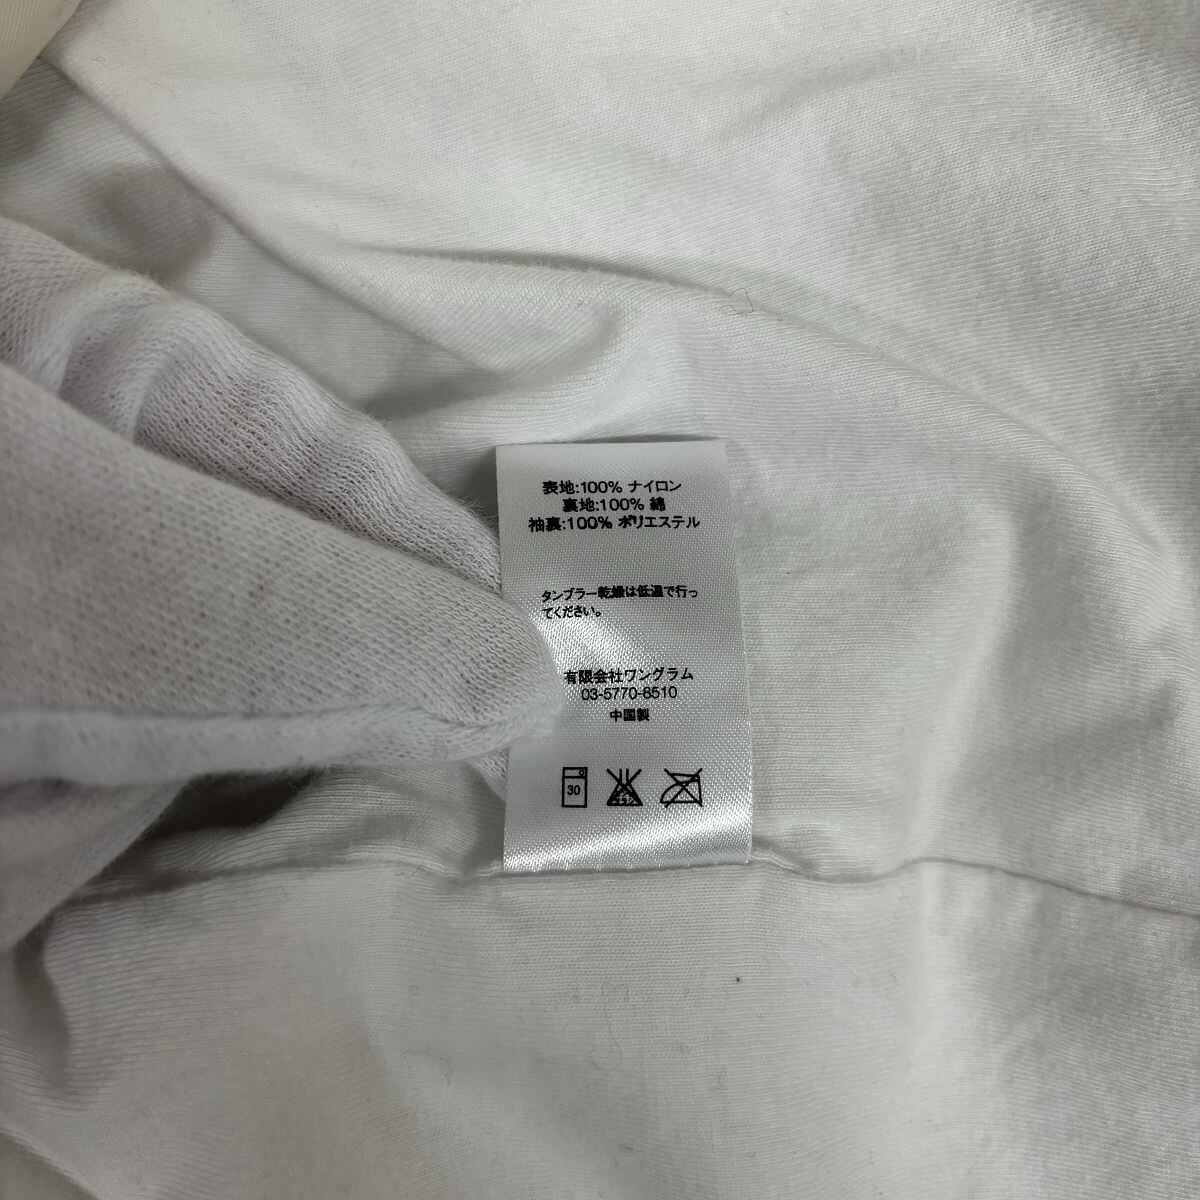 表地:100% ナイロン
裏地:100% 綿
袖裏:100% ポリエステル
タンブラー乾燥は低温で行っ
てください。
有限会社ワングラム
03-5770-8510
中国製
30